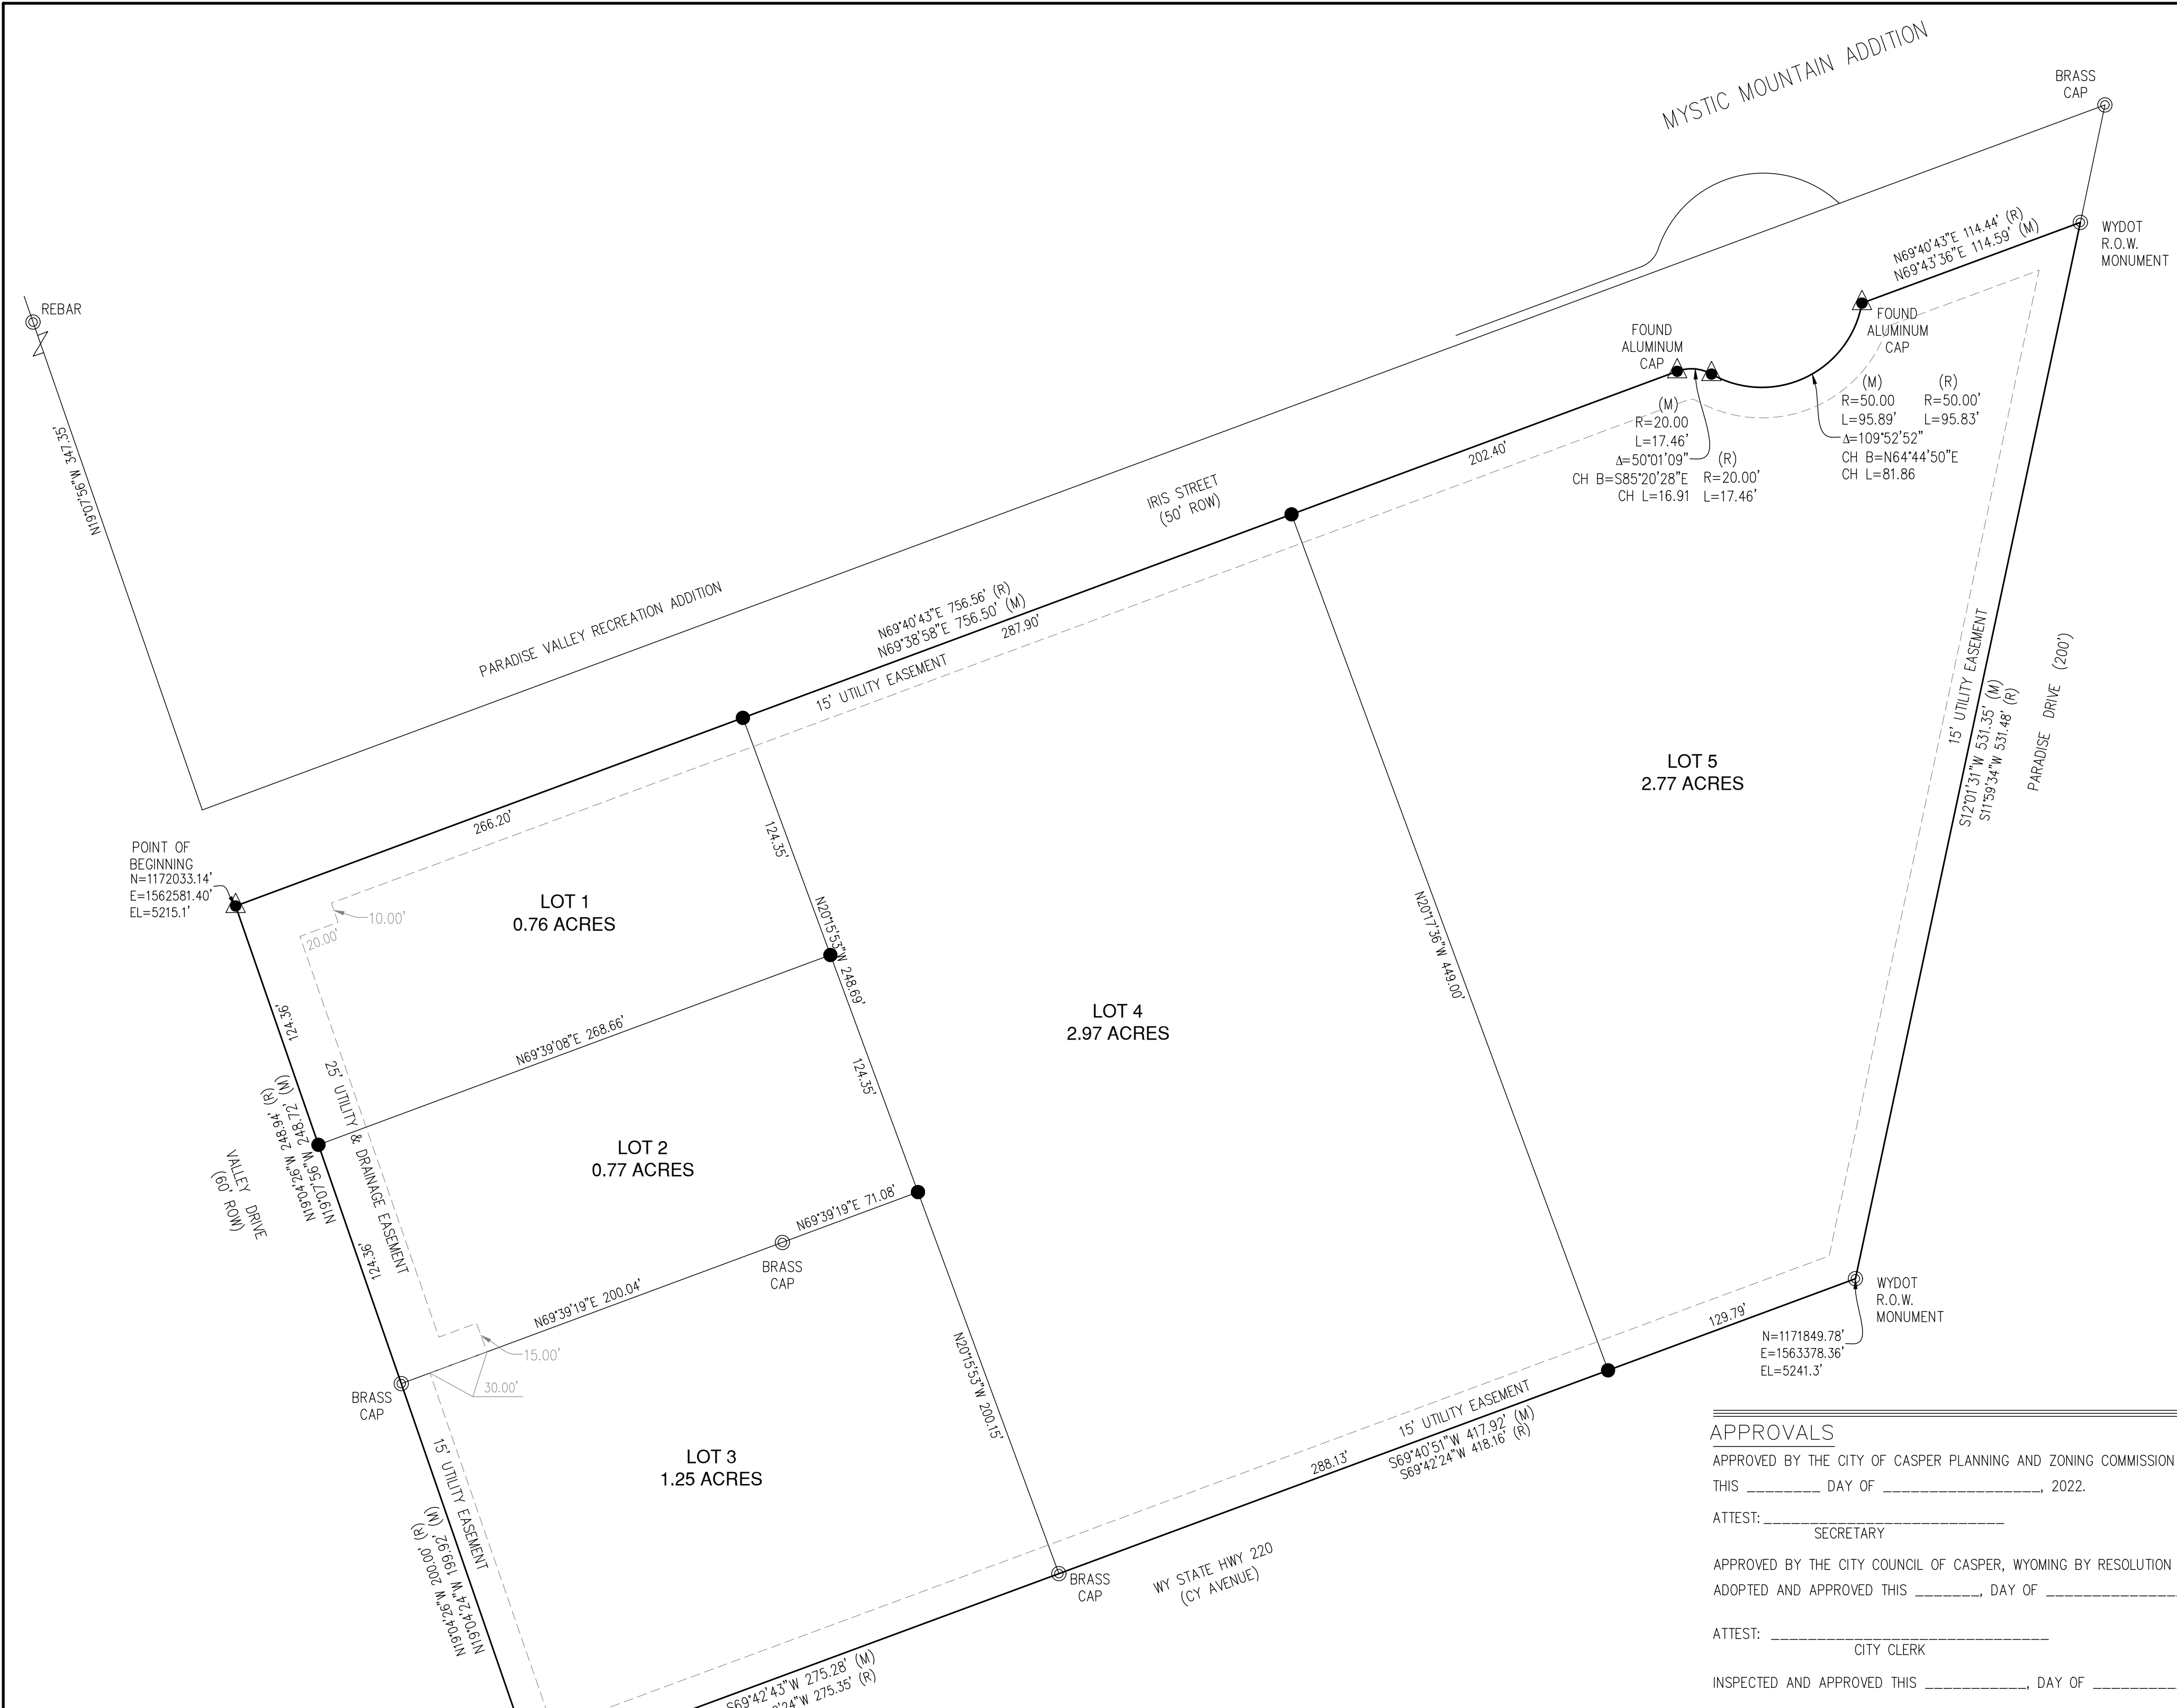 MYSTIC MOUNTAIN ADDITION
BRASS
CAP
WYDOT
R.O.W.
MONUMENT
N69°40'43"E 114.44' (R)
N69°43'36"E 114.59' (M)
REBAR
N19°07'56"W 347.35'
FOUND
ALUMINUM
CAP
FOUND
ALUMINUM
CAP
(M)
R=20.00
L=17.46'
Δ=50°01'09"
CH B=S85°20'28"E
CH L=16.91
(R)
R=20.00'
L=17.46'
(M)
R=50.00
L=95.89'
Δ=109°52'52"
CH B=N64°44'50"E
CH L=81.86
(R)
R=50.00'
L=95.83'
202.40'
IRIS STREET
(50' ROW)
PARADISE VALLEY RECREATION ADDITION
N69°40'43"E 756.56' (R)
N69°38'58"E 756.50' (M)
287.90'
15' UTILITY EASEMENT
266.20'
POINT OF
BEGINNING
N=1172033.14'
E=1562581.40'
EL=5215.1'
10.00'
20.00'
LOT 1
0.76 ACRES
124.35'
N20°15'53"W 248.69'
124.35'
LOT 5
2.77 ACRES
15' UTILITY EASEMENT
S12°01'31"W 531.35' (M)
S11°59'34"W 531.48' (R)
PARADISE DRIVE (200')
N20°17'36"W 449.00'
LOT 4
2.97 ACRES
124.36'
N69°39'08"E 268.66'
25' UTILITY & DRAINAGE EASEMENT
N19°07'56"W 248.72' (M)
N19°04'26"W 248.94' (R)
VALLEY DRIVE
(60' ROW)
124.36'
LOT 2
0.77 ACRES
N69°39'19"E 71.08'
BRASS
CAP
N69°39'19"E 200.04'
15.00'
30.00'
BRASS
CAP
15' UTILITY EASEMENT
N19°04'24"W 199.92' (M)
N19°04'26"W 200.00' (R)
LOT 3
1.25 ACRES
N20°15'53"W 200.15'
BRASS
CAP
WY STATE HWY 220
(CY AVENUE)
S69°42'43"W 275.28' (M)
24"W 275.35' (R)
288.13'
15' UTILITY EASEMENT
S69°40'51"W 417.92' (M)
S69°42'24"W 418.16' (R)
129.79'
WYDOT
R.O.W.
MONUMENT
N=1171849.78'
E=1563378.36'
EL=5241.3'
APPROVALS
APPROVED BY THE CITY OF CASPER PLANNING AND ZONING COMMISSION
THIS ________ DAY OF _________________, 2022.
ATTEST: __________________________
SECRETARY
APPROVED BY THE CITY COUNCIL OF CASPER, WYOMING BY RESOLUTION
ADOPTED AND APPROVED THIS _______, DAY OF _______________
ATTEST: ______________________________
CITY CLERK
INSPECTED AND APPROVED THIS ___________, DAY OF __________